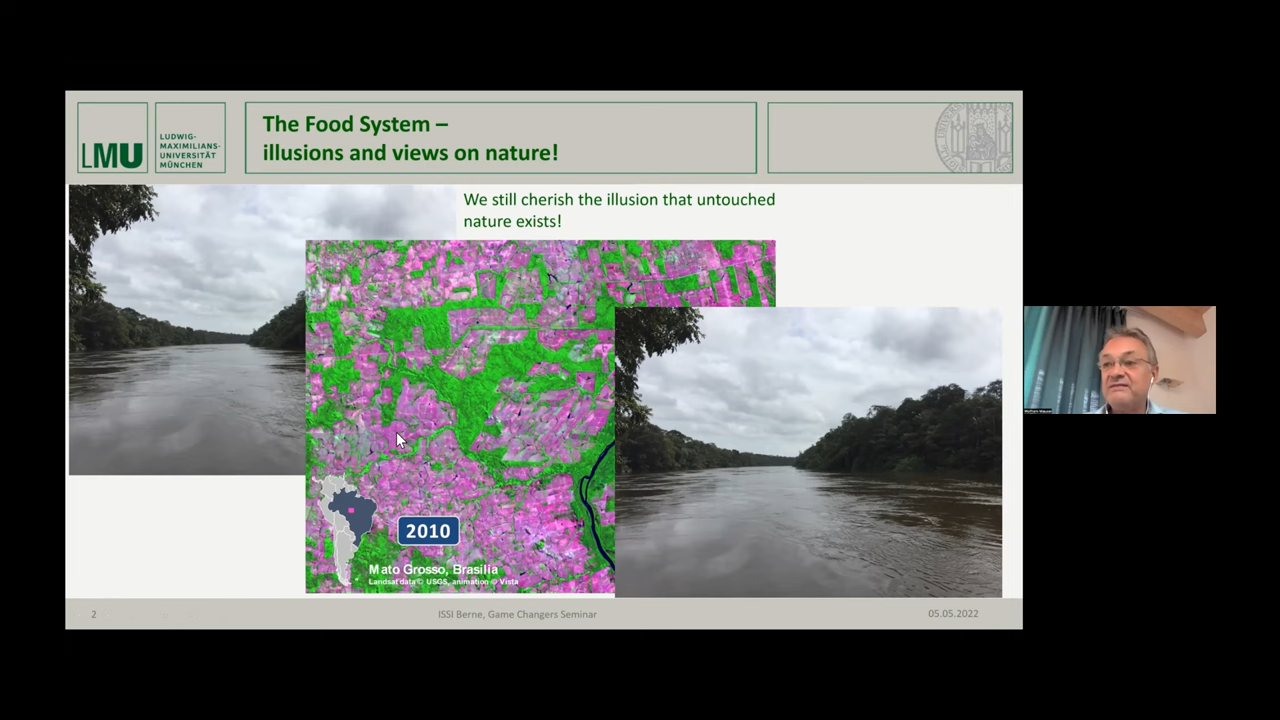 LMU
LUDWIG-
MAXIMILIANS-
UNIVERSITÄT
MÜNCHEN
The Food System –
illusions and views on nature!
We still cherish the illusion that untouched
nature exists!
2010
Mato Grosso, Brasilia
Landsat data © USGS, animation © Vista
2
ISSI Berne, Game Changers Seminar
05.05.2022